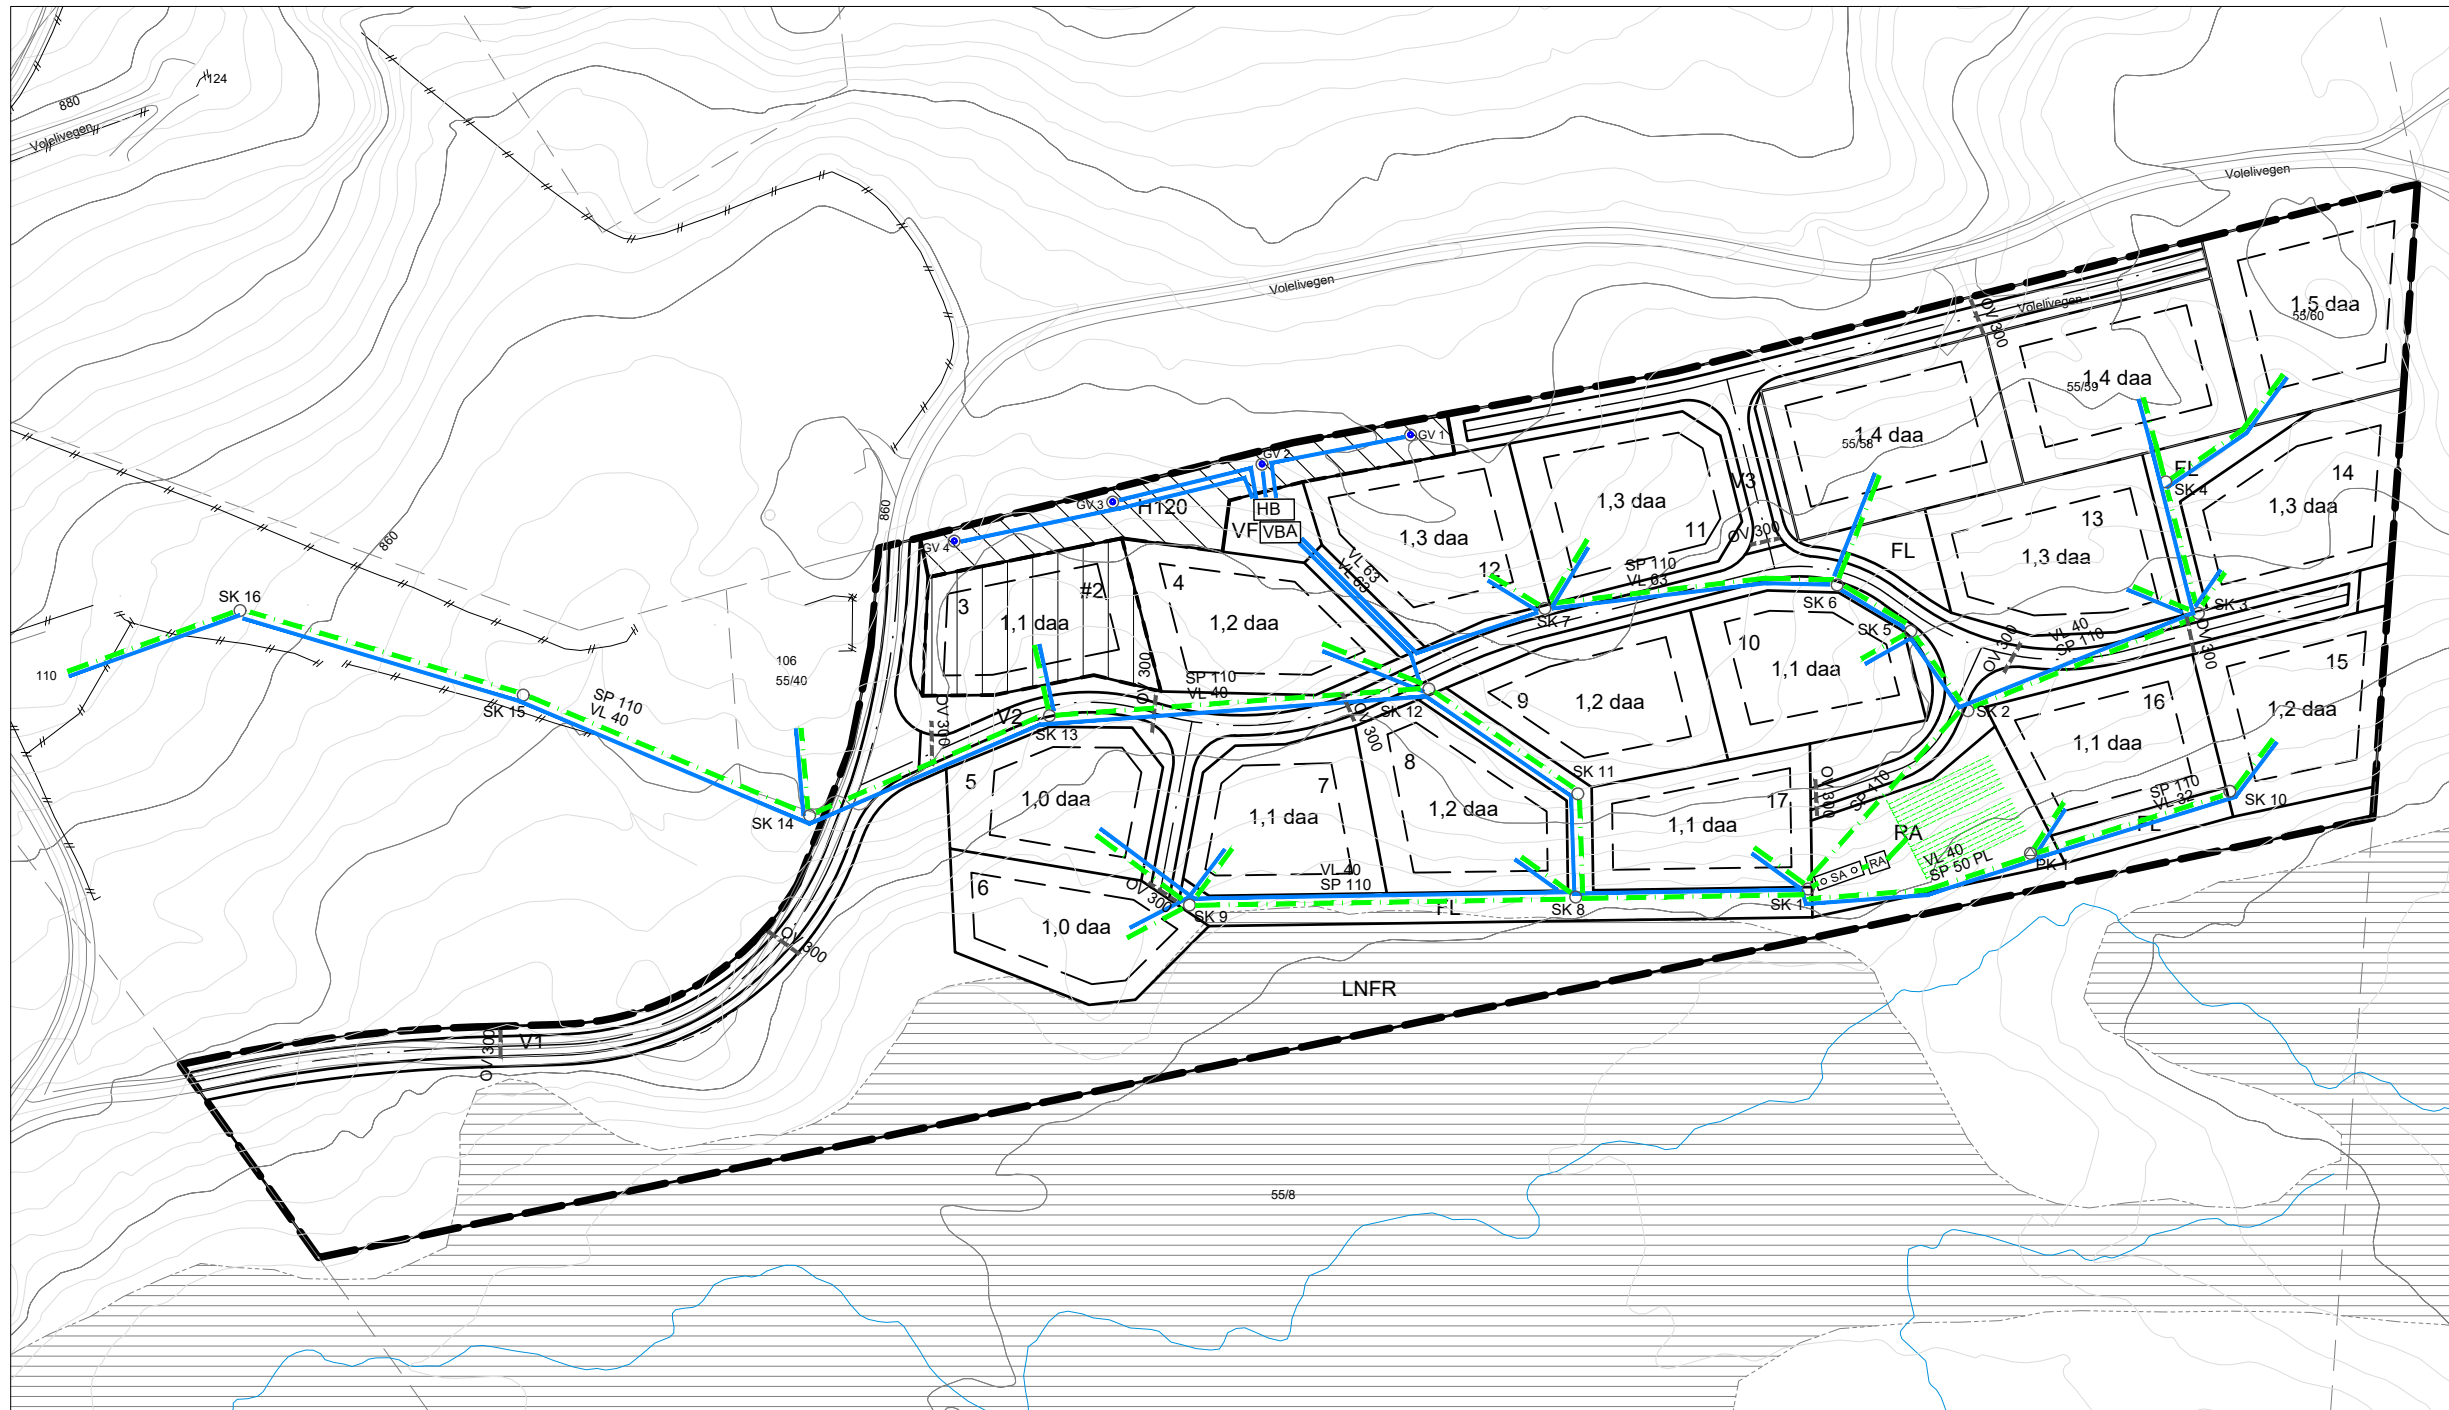 124
880
Volelivegen
Volelivegen
Volelivegen
Volelivegen
1,5 daa
55/60
OV 300
1,4 daa
55/59
1,4 daa
55/58
GV 1
GV 2
GV 3
GV 4
H120
HB
VF
VBA
860
860
1,3 daa
11
V3
OV 300
1,3 daa
12
VL 63
VL 63
SP 110
VL 63
FL
13
1,3 daa
FL
SK 4
14
1,3 daa
SK 3
OV 300
VL 40
SP 110
OV 300
3
#2
1,1 daa
4
1,2 daa
SK 7
SK 6
SK 5
10
1,1 daa
9
1,2 daa
SK 16
110
SK 15
SP 110
VL 40
106
55/40
SK 14
OV 300
V2
SK 13
OV 300
SP 110
VL 40
SK 12
OV 300
SK 2
15
1,2 daa
16
1,1 daa
SP 110
VL 32
SK 10
FL
5
1,0 daa
7
1,1 daa
8
1,2 daa
SK 11
17
1,1 daa
OV 300
SP 110
RA
RA
SA
VL 40
SP 50 PL
PK 1
6
1,0 daa
OV 300
SK 9
VL 40
SP 110
FL
SK 8
SK 1
OV 300
V1
OV 300
LNFR
55/8